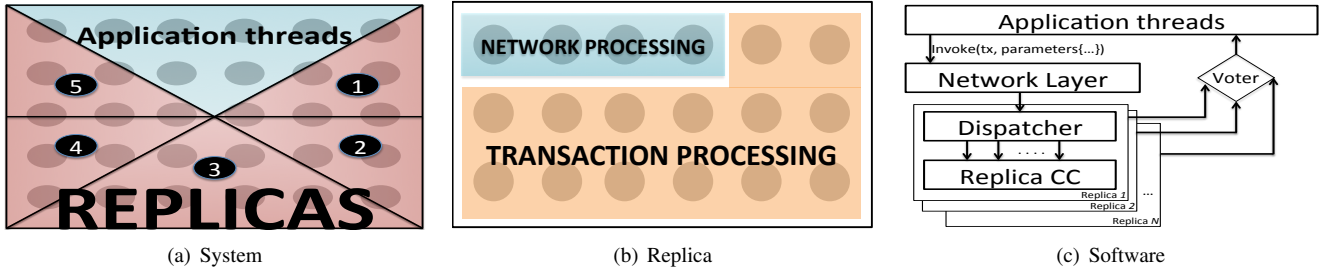 Application threads
5
1
4
2
3
REPLICAS
(a) System
NETWORK PROCESSING
TRANSACTION PROCESSING
(b) Replica
Application threads
Invoke(tx, parameters{...})
Network Layer
Voter
Dispatcher
. . . .
Replica CC
Replica 1
...
Replica 2
Replica N
(c) Software